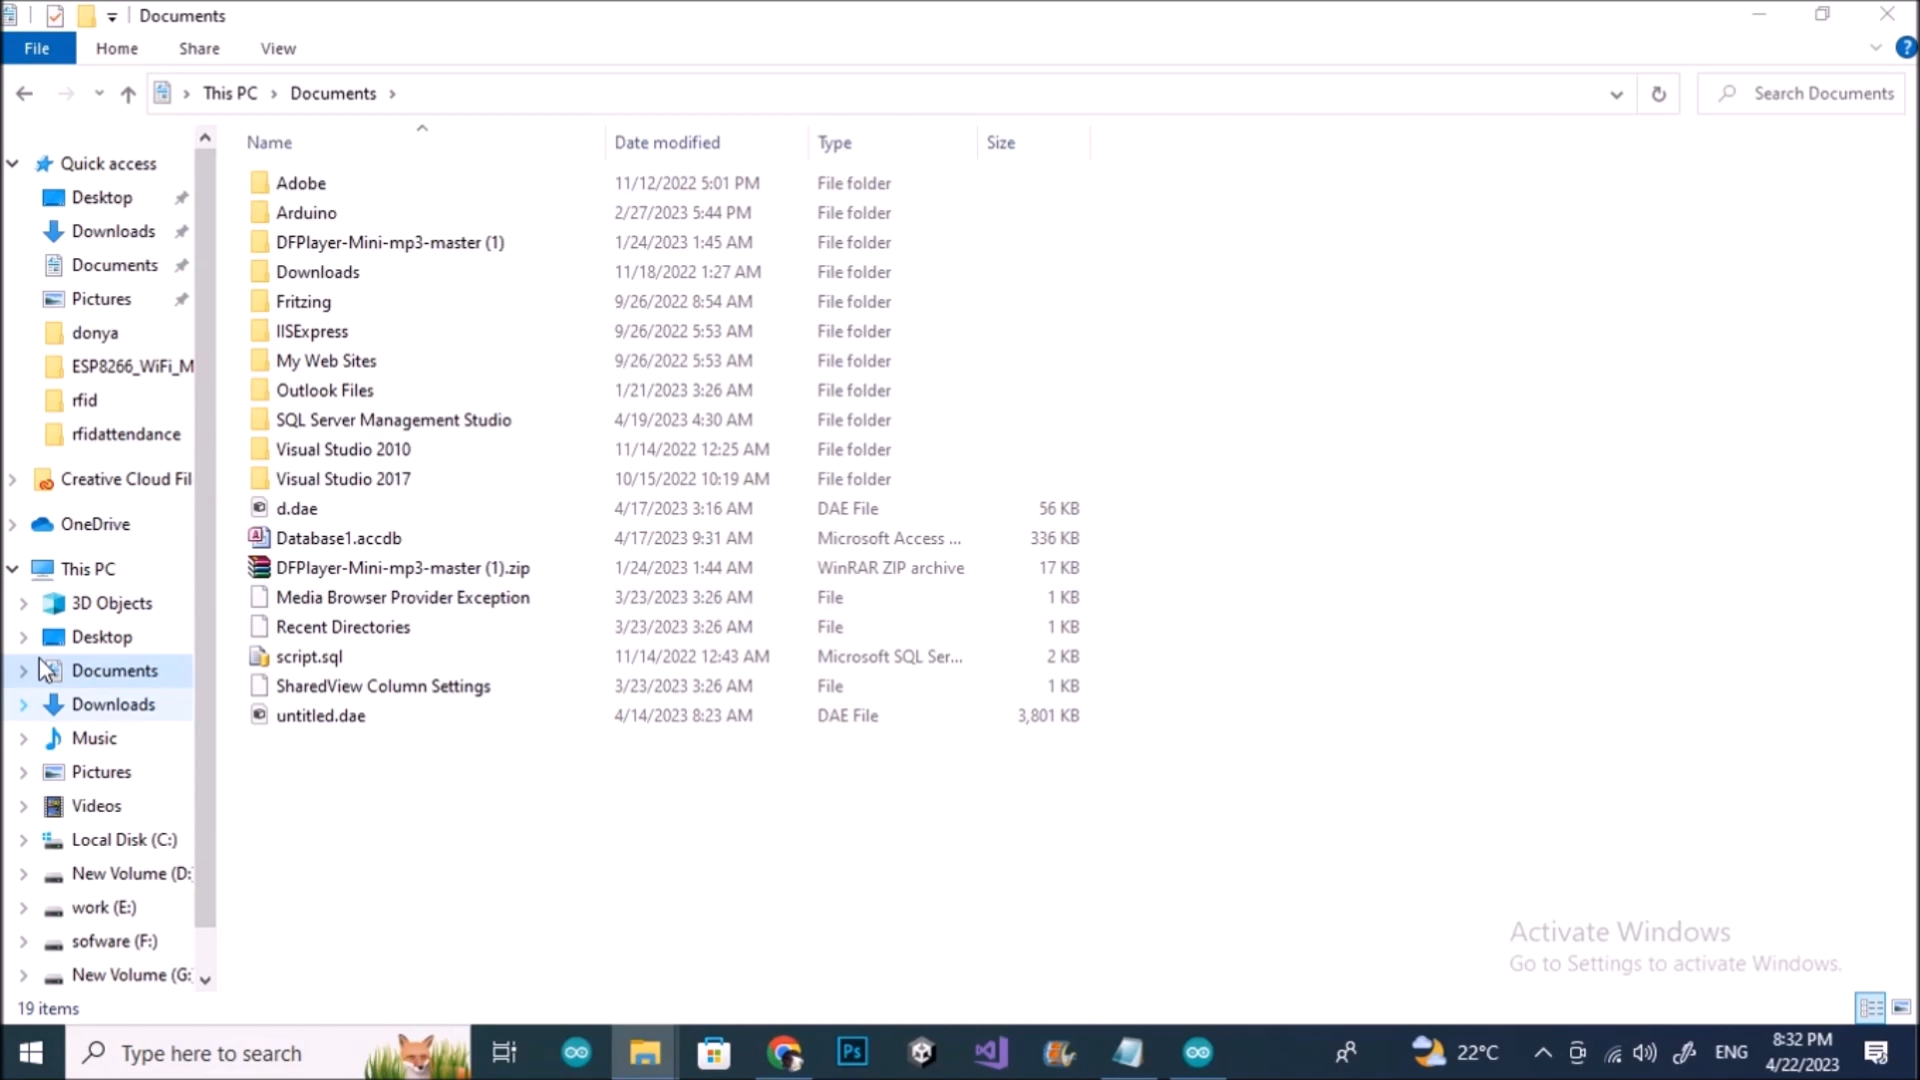 Documents
File Home Share View
This PC Documents Search Documents
Name Date modified Type Size
Quick access
Desktop
Downloads
Documents
Pictures
donya
ESP8266_WiFi_M
rfid
rfidattendance
Creative Cloud Fil
OneDrive
This PC
3D Objects
Desktop
Documents
Downloads
Music
Pictures
Videos
Local Disk (C:)
New Volume (D:
work (E:)
sofware (F:)
New Volume (G:
Adobe 11/12/2022 5:01 PM File folder
Arduino 2/27/2023 5:44 PM File folder
DFPlayer-Mini-mp3-master (1) 1/24/2023 1:45 AM File folder
Downloads 11/18/2022 1:27 AM File folder
Fritzing 9/26/2022 8:54 AM File folder
IISExpress 9/26/2022 5:53 AM File folder
My Web Sites 9/26/2022 5:53 AM File folder
Outlook Files 1/21/2023 3:26 AM File folder
SQL Server Management Studio 4/19/2023 4:30 AM File folder
Visual Studio 2010 11/14/2022 12:25 AM File folder
Visual Studio 2017 10/15/2022 10:19 AM File folder
d.dae 4/17/2023 3:16 AM DAE File 56 KB
Database1.accdb 4/17/2023 9:31 AM Microsoft Access ... 336 KB
DFPlayer-Mini-mp3-master (1).zip 1/24/2023 1:44 AM WinRAR ZIP archive 17 KB
Media Browser Provider Exception 3/23/2023 3:26 AM File 1 KB
Recent Directories 3/23/2023 3:26 AM File 1 KB
script.sql 11/14/2022 12:43 AM Microsoft SQL Ser... 2 KB
SharedView Column Settings 3/23/2023 3:26 AM File 1 KB
untitled.dae 4/14/2023 8:23 AM DAE File 3,801 KB
Activate Windows
Go to Settings to activate Windows.
19 items
Type here to search Ps 22°C ENG 8:32 PM
4/22/2023